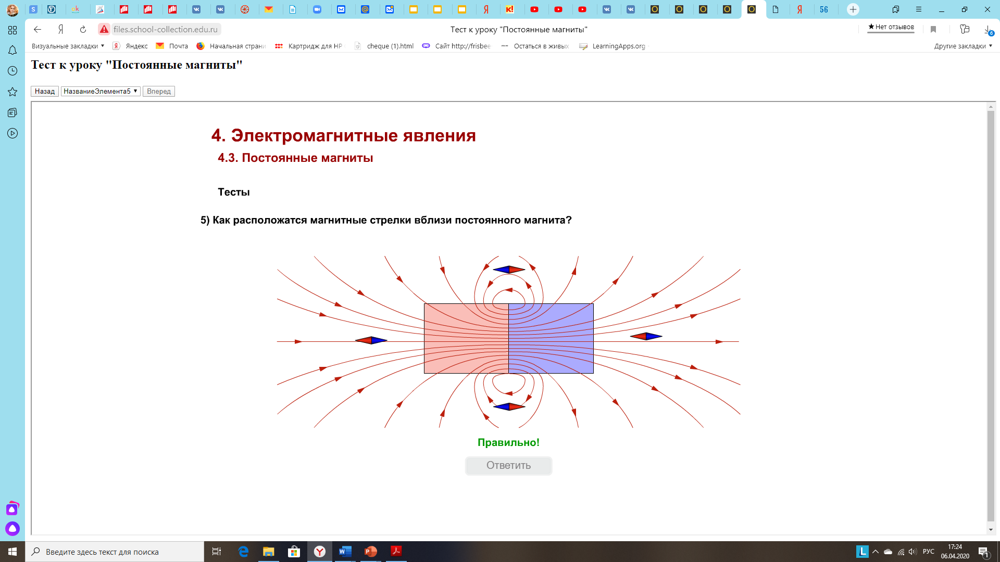 k
Я
K!
Я
56
Я
files.school-collection.edu.ru
Тест к уроку "Постоянные магниты"
★ Нет отзывов
6
Визуальные закладки
Я Яндекс
Почта
Начальная страни
Картридж для HP
cheque (1).html
Сайт http://frisbee
Остаться в живых
LearningApps.org -
Другие закладки
Тест к уроку "Постоянные магниты"
Назад
НазваниеЭлемента5
Вперед
4. Электромагнитные явления
4.3. Постоянные магниты
Тесты
5) Как расположатся магнитные стрелки вблизи постоянного магнита?
Правильно!
Ответить
Введите здесь текст для поиска
L
РУС
17:24
06.04.2020
1